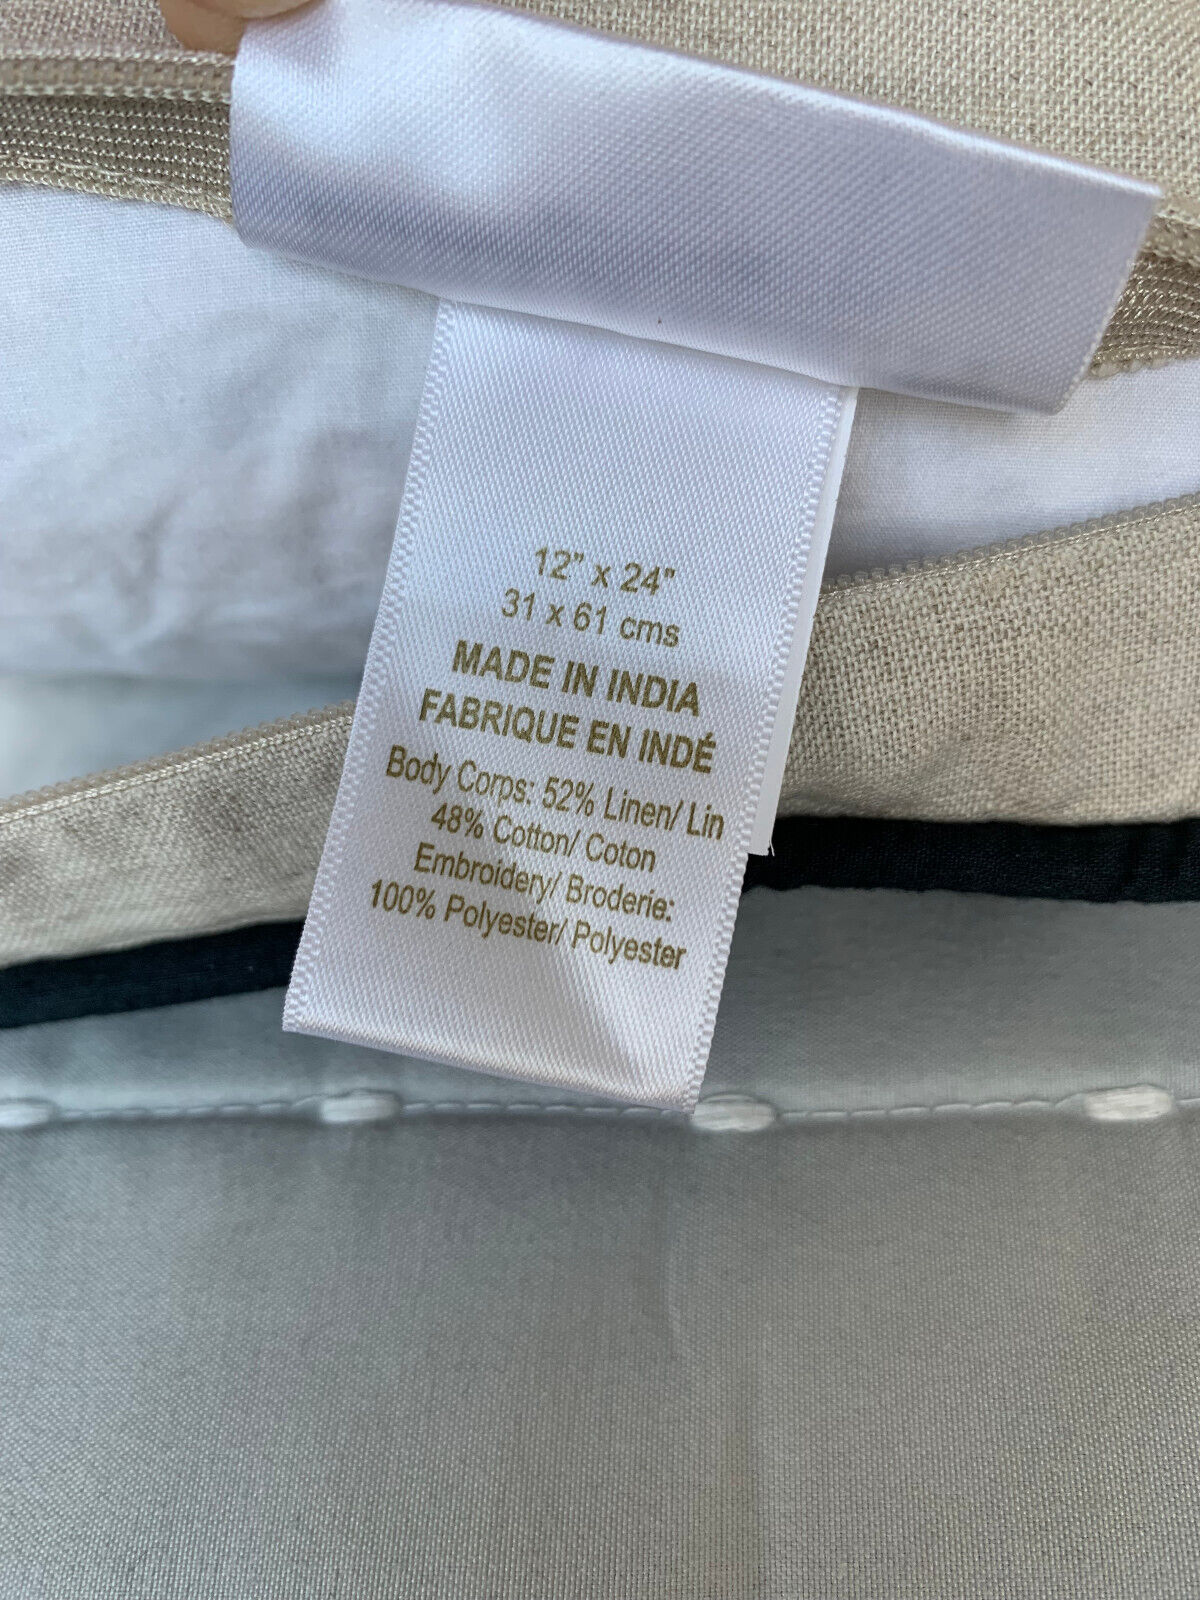 12” x 24”
31 x 61 cms
MADE IN INDIA
FABRIQUE EN INDÉ
Body Corps: 52% Linen/ Lin
48% Cotton/ Coton
Embroidery/ Broderie:
100% Polyester/ Polyester